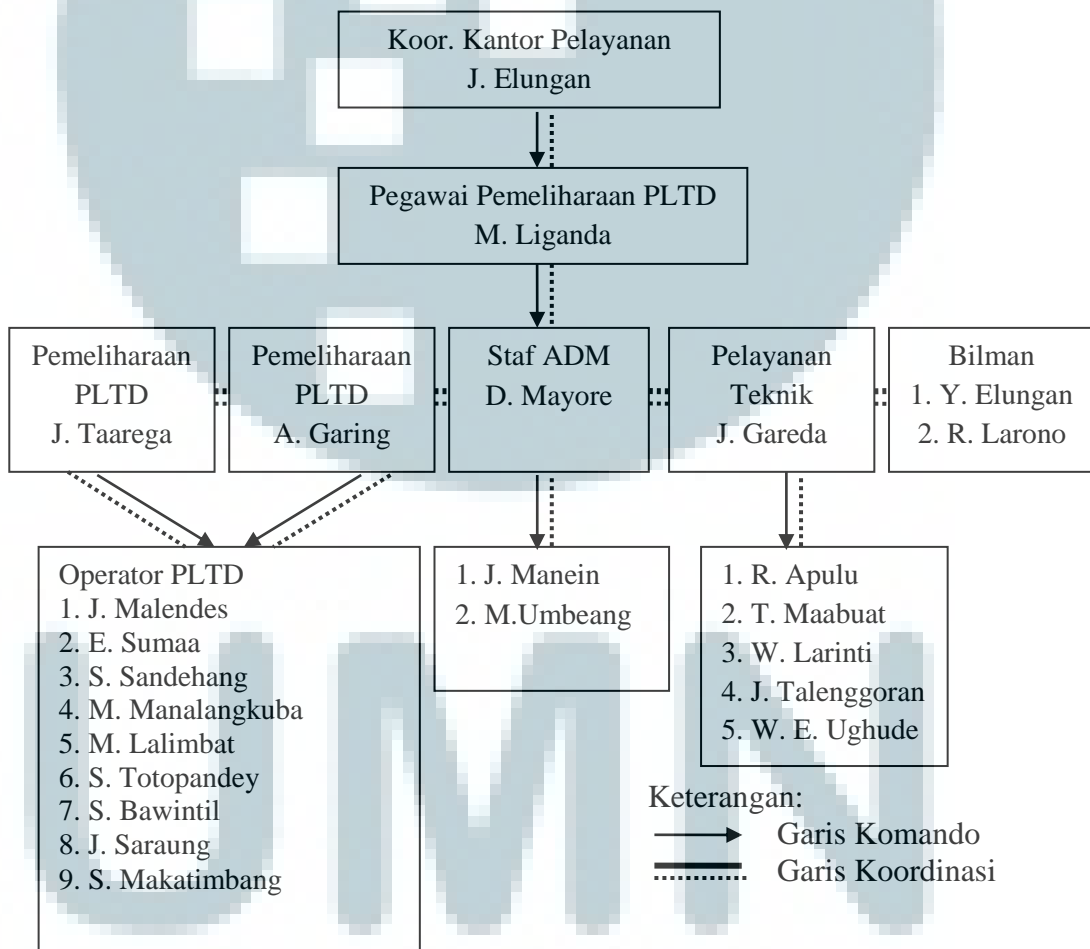 Koor. Kantor Pelayanan
J. Elungan
Pegawai Pemeliharaan PLTD
M. Liganda
Pemeliharaan
PLTD
J. Taarega
Pemeliharaan
PLTD
A. Garing
Staf ADM
D. Mayore
Pelayanan
Teknik
J. Gareda
Bilman
1. Y. Elungan
2. R. Larono
Operator PLTD
1. J. Malendes
2. E. Sumaa
3. S. Sandehang
4. M. Manalangkuba
5. M. Lalimbat
6. S. Totopandey
7. S. Bawintil
8. J. Saraung
9. S. Makatimbang
1. J. Manein
2. M.Umbeang
1. R. Apulu
2. T. Maabuat
3. W. Larinti
4. J. Talenggoran
5. W. E. Ughude
Keterangan:
Garis Komando
Garis Koordinasi
UMN